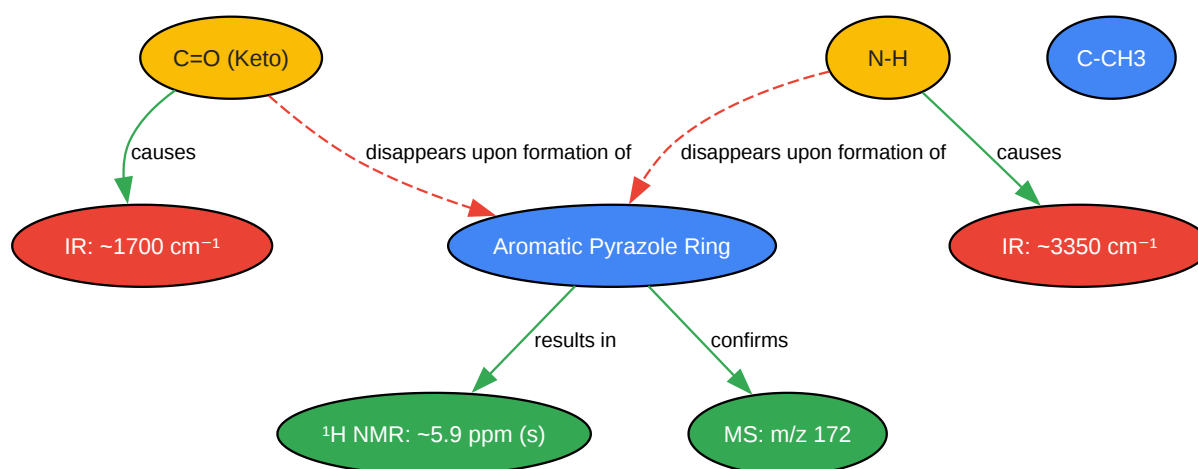 C=O (Keto)
N-H
C-CH3
causes
disappears upon formation of
disappears upon formation of
causes
IR: ~1700 cm⁻¹
Aromatic Pyrazole Ring
IR: ~3350 cm⁻¹
results in
confirms
¹H NMR: ~5.9 ppm (s)
MS: m/z 172